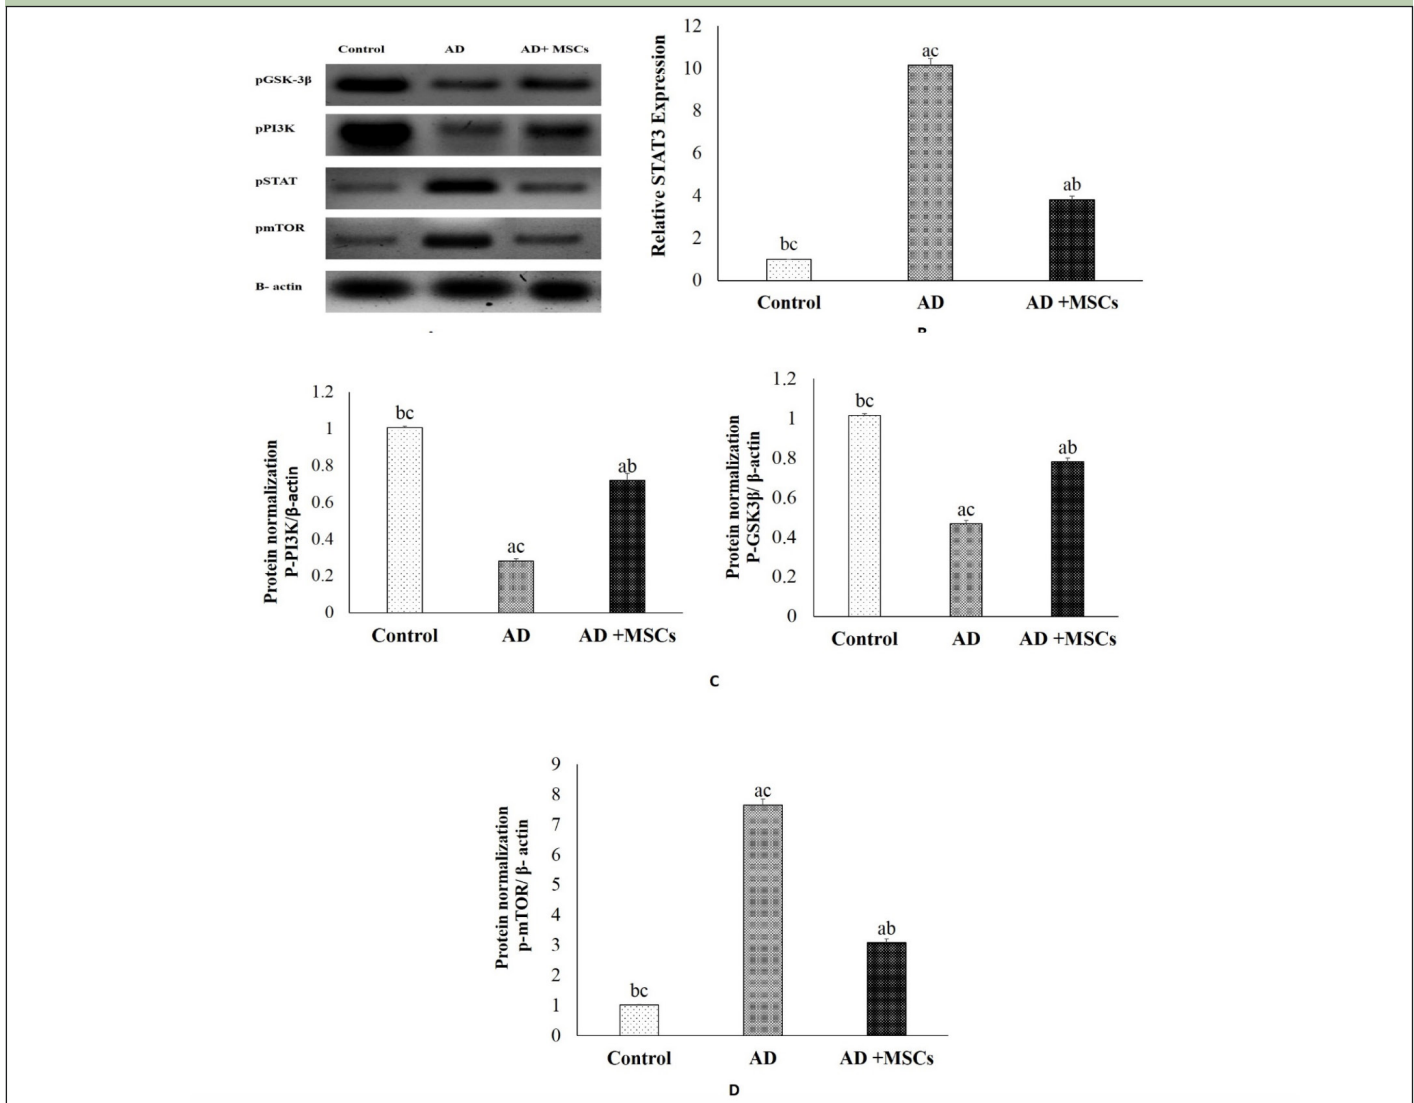 Control AD AD+ MSCs
pGSK-3β
pPI3K
pSTAT
pmTOR
B- actin
Relative STAT3 Expression
12
10
8
6
4
2
0
bc
ac
ab
Control AD AD +MSCs
Protein normalization
P-PI3K/β-actin
1.2
1
0.8
0.6
0.4
0.2
0
bc
ac
ab
Control AD AD +MSCs
Protein normalization
P-GSK3β/ β-actin
1.2
1
0.8
0.6
0.4
0.2
0
bc
ac
ab
Control AD AD +MSCs
C
Protein normalization
p-mTOR/ β- actin
9
8
7
6
5
4
3
2
1
0
bc
ac
ab
Control AD AD +MSCs
D